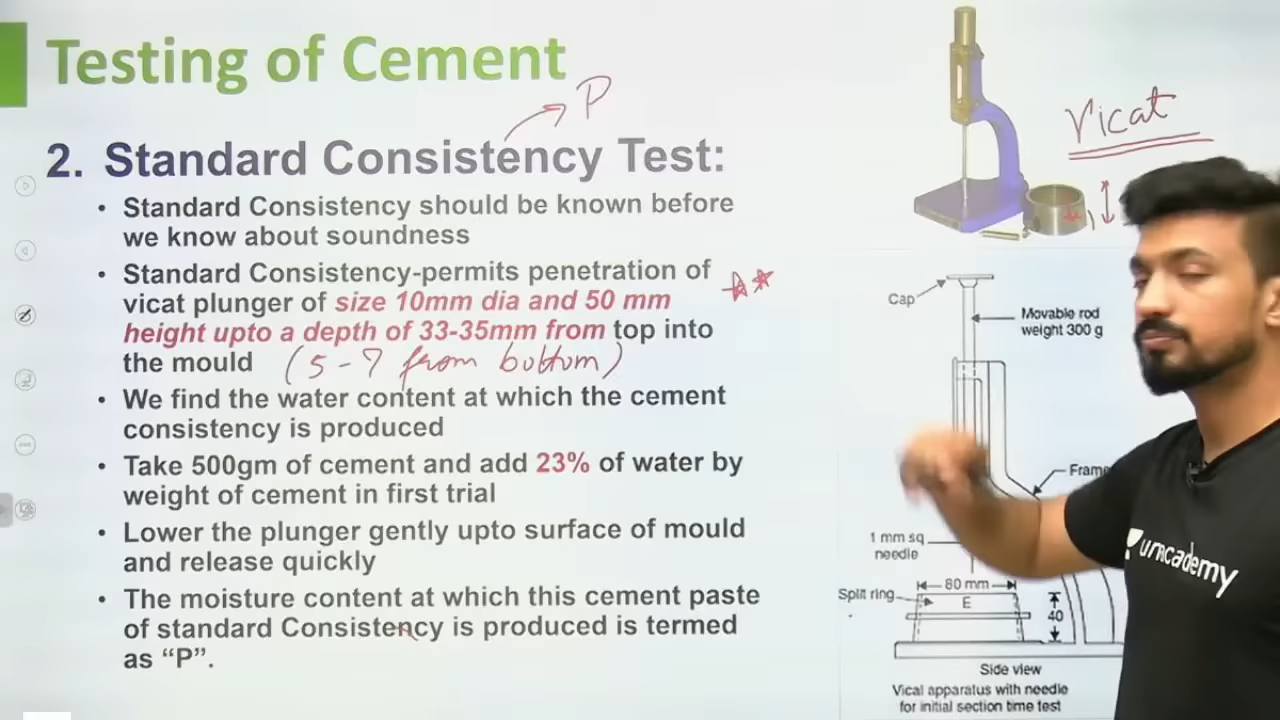 Testing of Cement
P
2. Standard Consistency Test:
• Standard Consistency should be known before
we know about soundness
• Standard Consistency-permits penetration of
vicat plunger of size 10mm dia and 50 mm
height upto a depth of 33-35mm from top into
the mould (5-7 from bottom)
• We find the water content at which the cement
consistency is produced
• Take 500gm of cement and add 23% of water by
weight of cement in first trial
• Lower the plunger gently upto surface of mould
and release quickly
• The moisture content at which this cement paste
of standard Consistency is produced is termed
as “P”.
Vicat
Cap
Movable rod
weight 300 g
Frame
1 mm sq
needle
80 mm
Split ring
E
40
Side view
Vical apparatus with needle
for initial section time test
unacademy